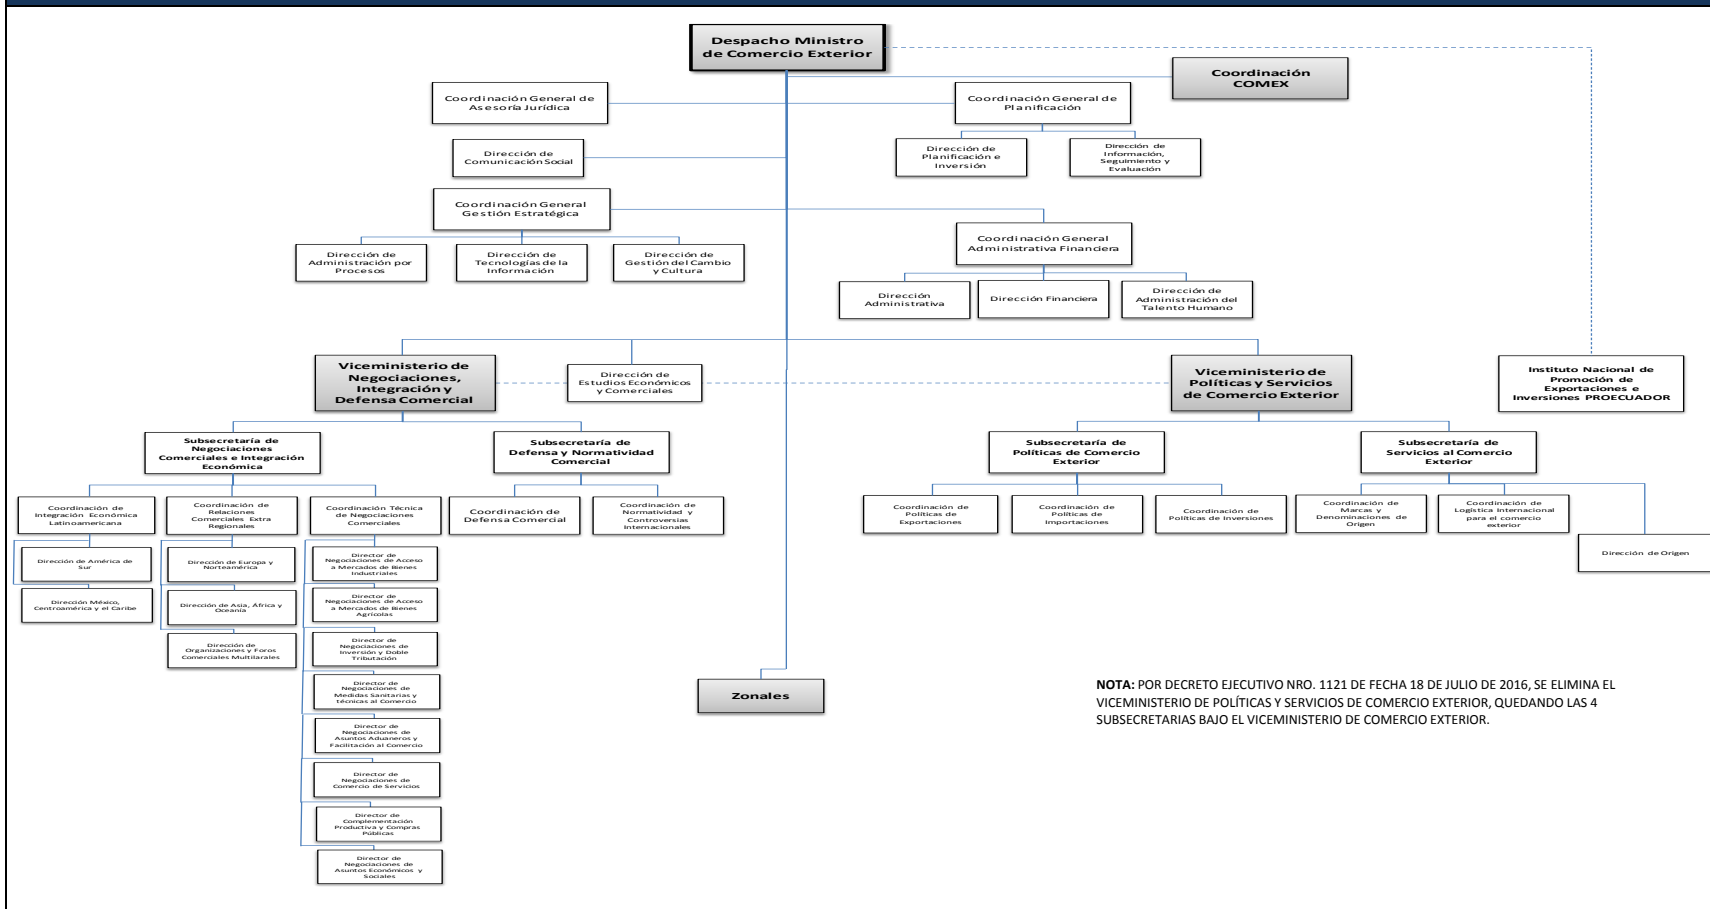 Despacho Ministro
de Comercio Exterior
Coordinación
COMEX
Coordinación General de
Asesoría Jurídica
Coordinación General de
Planificación
Dirección de
Comunicación Social
Dirección de
Planificación e
Inversión
Dirección de
Información,
Seguimiento y
Evaluación
Coordinación General
Gestión Estratégica
Coordinación General
Administrativa Financiera
Dirección de
Administración por
Procesos
Dirección de
Tecnologías de la
Información
Dirección de
Gestión del Cambio
y Cultura
Dirección
Administrativa
Dirección Financiera
Dirección de
Administración del
Talento Humano
Viceministerio de
Negociaciones,
Integración y
Defensa Comercial
Dirección de
Estudios Económicos
y Comerciales
Viceministerio de
Políticas y Servicios
de Comercio Exterior
Instituto Nacional de
Promoción de
Exportaciones e
Inversiones PROECUADOR
Subsecretaría de
Negociaciones
Comerciales e Integración
Económica
Subsecretaría de
Defensa y Normatividad
Comercial
Subsecretaría de
Políticas de Comercio
Exterior
Subsecretaría de
Servicios al Comercio
Exterior
Coordinación de
Integración Económica
Latinoamericana
Coordinación de
Relaciones
Comerciales Extra
Regionales
Coordinación Técnica
de Negociaciones
Comerciales
Coordinación de
Defensa Comercial
Coordinación de
Normatividad y
Controversias
Internacionales
Coordinación de
Políticas de
Exportaciones
Coordinación de
Políticas de
Importaciones
Coordinación de
Políticas de Inversiones
Coordinación de
Marcas y
Denominaciones de
Origen
Coordinación de
Logística Internacional
para el comercio
exterior
Dirección de Origen
Dirección de América de
Sur
Dirección México,
Centroamérica y el Caribe
Dirección de Europa y
Norteamérica
Dirección de Asia, África y
Oceanía
Dirección de
Organizaciones y Foros
Comerciales Multilarales
Director de
Negociaciones de Acceso
a Mercados de Bienes
Industriales
Director de
Negociaciones de Acceso
a Mercados de Bienes
Agrícolas
Director de
Negociaciones de
Inversión y Doble
Tributación
Director de
Negociaciones de
Medidas Sanitarias y
técnicas al Comercio
Director de
Negociaciones de
Asuntos Aduaneros y
Facilitación al Comercio
Director de
Negociaciones de
Comercio de Servicios
Director de
Complementación
Productiva y Compras
Públicas
Director de
Negociaciones de
Asuntos Económicos y
Sociales
Zonales
NOTA: POR DECRETO EJECUTIVO NRO. 1121 DE FECHA 18 DE JULIO DE 2016, SE ELIMINA EL
VICEMINISTERIO DE POLÍTICAS Y SERVICIOS DE COMERCIO EXTERIOR, QUEDANDO LAS 4
SUBSECRETARIAS BAJO EL VICEMINISTERIO DE COMERCIO EXTERIOR.